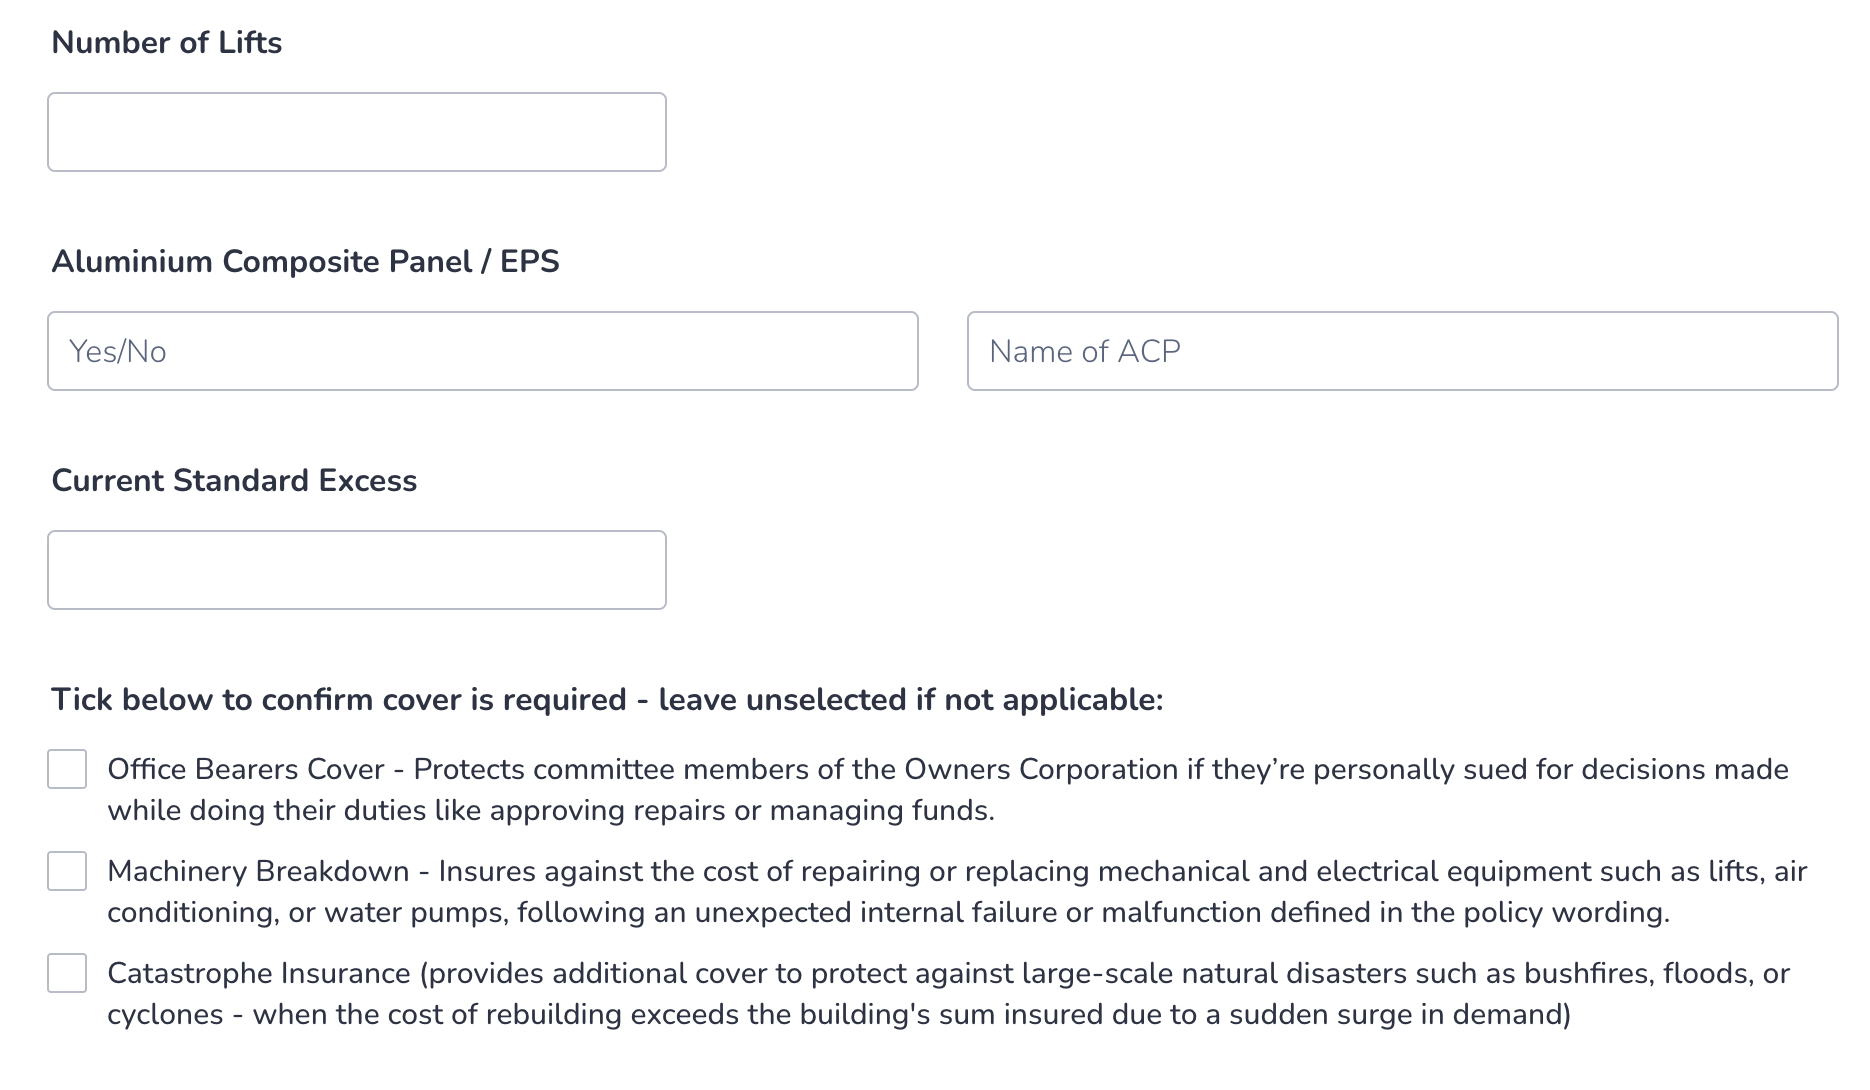 Number of Lifts
Aluminium Composite Panel / EPS
Yes/No
Name of ACP
Current Standard Excess
Tick below to confirm cover is required - leave unselected if not applicable:
Office Bearers Cover - Protects committee members of the Owners Corporation if they’re personally sued for decisions made
while doing their duties like approving repairs or managing funds.
Machinery Breakdown - Insures against the cost of repairing or replacing mechanical and electrical equipment such as lifts, air
conditioning, or water pumps, following an unexpected internal failure or malfunction defined in the policy wording.
Catastrophe Insurance (provides additional cover to protect against large-scale natural disasters such as bushfires, floods, or
cyclones - when the cost of rebuilding exceeds the building's sum insured due to a sudden surge in demand)